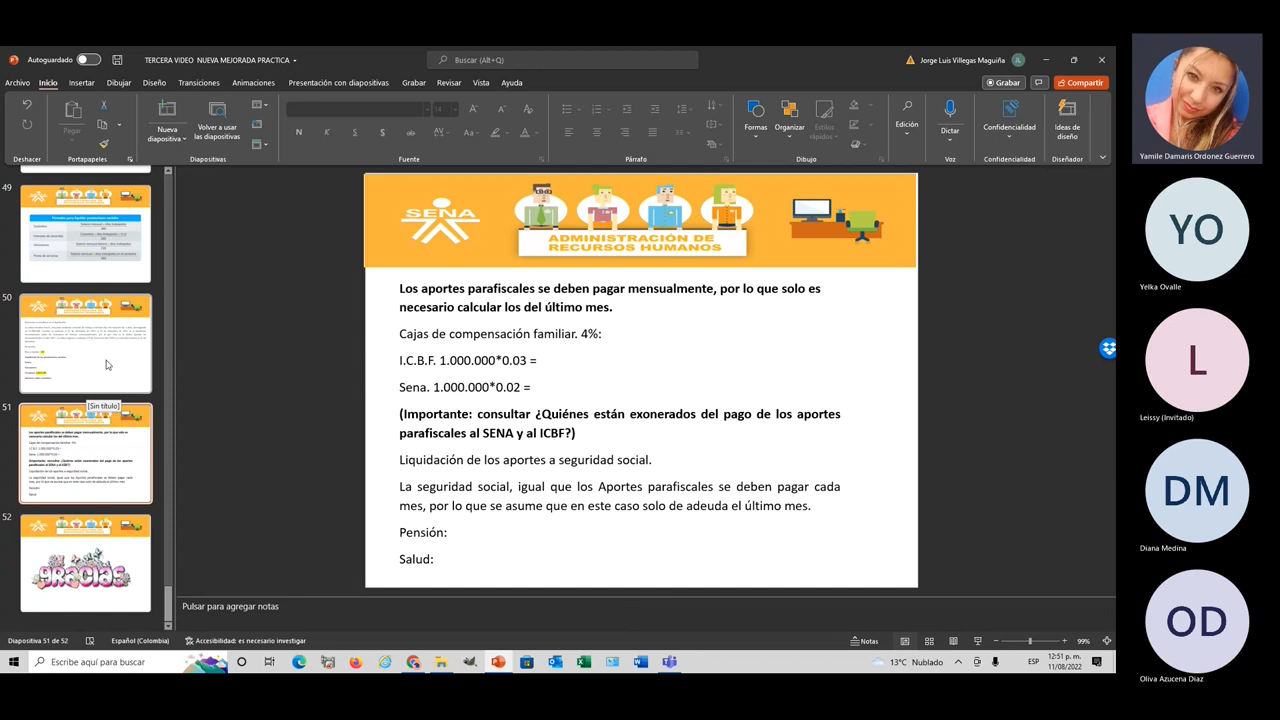 Autoguardado
TERCERA VIDEO NUEVA MEJORADA PRACTICA
Buscar (Alt+Q)
Jorge Luis Villegas Maguiña
JL
Archivo Inicio Insertar Dibujar Diseño Transiciones Animaciones Presentación con diapositivas Grabar Revisar Vista Ayuda
Grabar
Compartir
Pegar
Nueva diapositiva
Volver a usar las diapositivas
14
N K S S ab AV Aa A
Formas
Organizar
Estilos rápidos
Edición
Dictar
Confidencialidad
Ideas de diseño
Deshacer
Portapapeles
Diapositivas
Fuente
Párrafo
Dibujo
Voz
Confidencialidad
Diseñador
49
50
[Sin título]
51
52
gracias
SENA
ADMINISTRACIÓN DE
RECURSOS HUMANOS
Los aportes parafiscales se deben pagar mensualmente, por lo que solo es
necesario calcular los del último mes.
Cajas de compensación familiar. 4%:
I.C.B.F. 1.000.000*0.03 =
Sena. 1.000.000*0.02 =
(Importante: consultar ¿Quiénes están exonerados del pago de los aportes
parafiscales al SENA y al ICBF?)
Liquidación de los aportes a seguridad social.
La seguridad social, igual que los Aportes parafiscales se deben pagar cada
mes, por lo que se asume que en este caso solo de adeuda el último mes.
Pensión:
Salud:
Pulsar para agregar notas
Diapositiva 51 de 52
Español (Colombia)
Accesibilidad: es necesario investigar
Notas
99%
Escribe aquí para buscar
13°C Nublado
ESP
12:51 p. m.
11/08/2022
Yamile Damaris Ordonez Guerrero
YO
Yelka Ovalle
L
Leissy (Invitado)
DM
Diana Medina
OD
Oliva Azucena Diaz